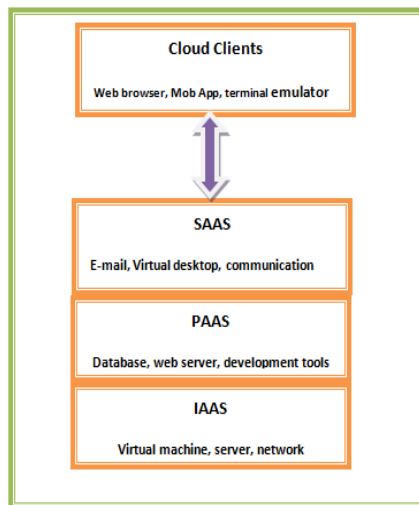 Cloud Clients
Web browser, Mob App, terminal emulator
SAAS
E-mail, Virtual desktop, communication
PAAS
Database, web server, development tools
IAAS
Virtual machine, server, network